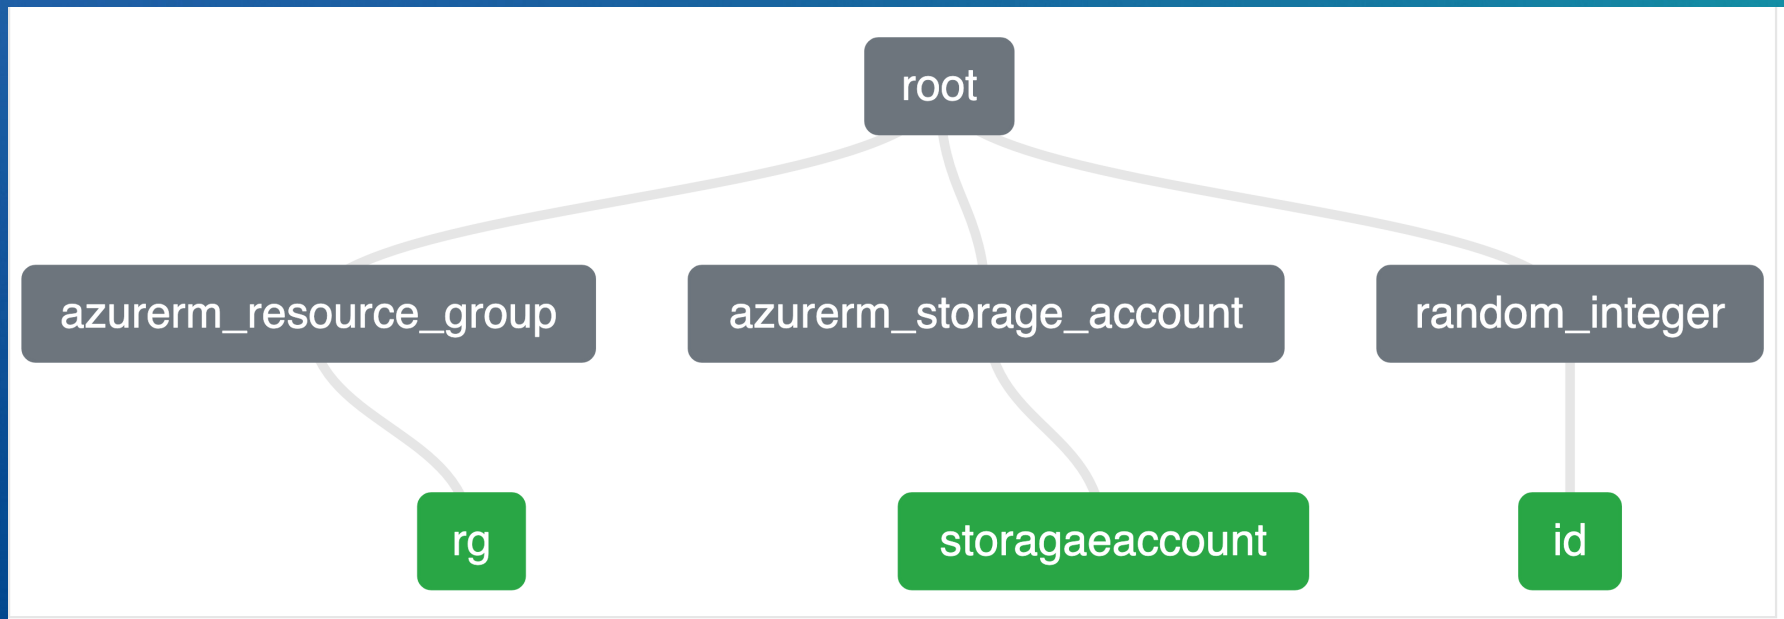 root
azurerm_resource_group
azurerm_storage_account
random_integer
rg
storagaeaccount
id